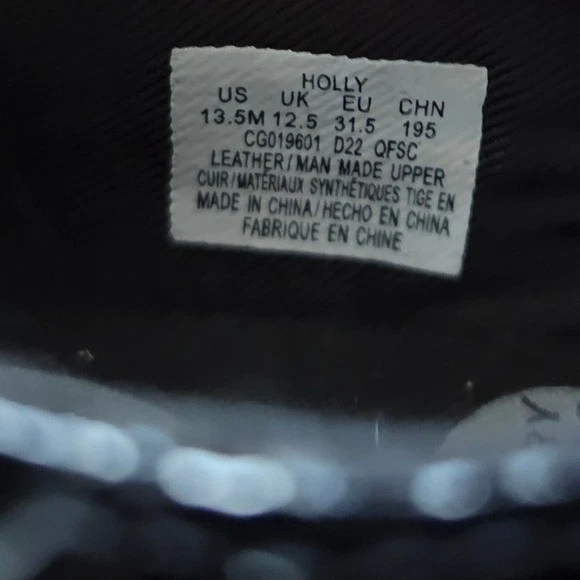 HOLLY
US UK EU CHN
13.5M 12.5 31.5 195
CG019601 D22 QFSC
LEATHER/MAN MADE UPPER
CUIR/MATÉRIAUX SYNTHÉTIQUES TIGE EN
MADE IN CHINA/HECHO EN CHINA
FABRIQUE EN CHINE